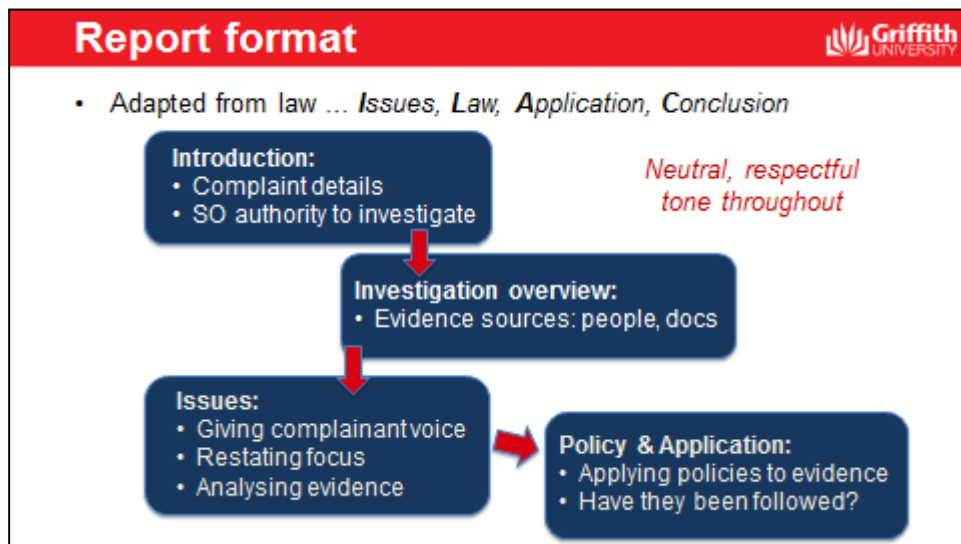 Report format
Griffith
UNIVERSITY
• Adapted from law … Issues, Law, Application, Conclusion
Introduction:
• Complaint details
• SO authority to investigate
Neutral, respectful
tone throughout
Investigation overview:
• Evidence sources: people, docs
Issues:
• Giving complainant voice
• Restating focus
• Analysing evidence
Policy & Application:
• Applying policies to evidence
• Have they been followed?